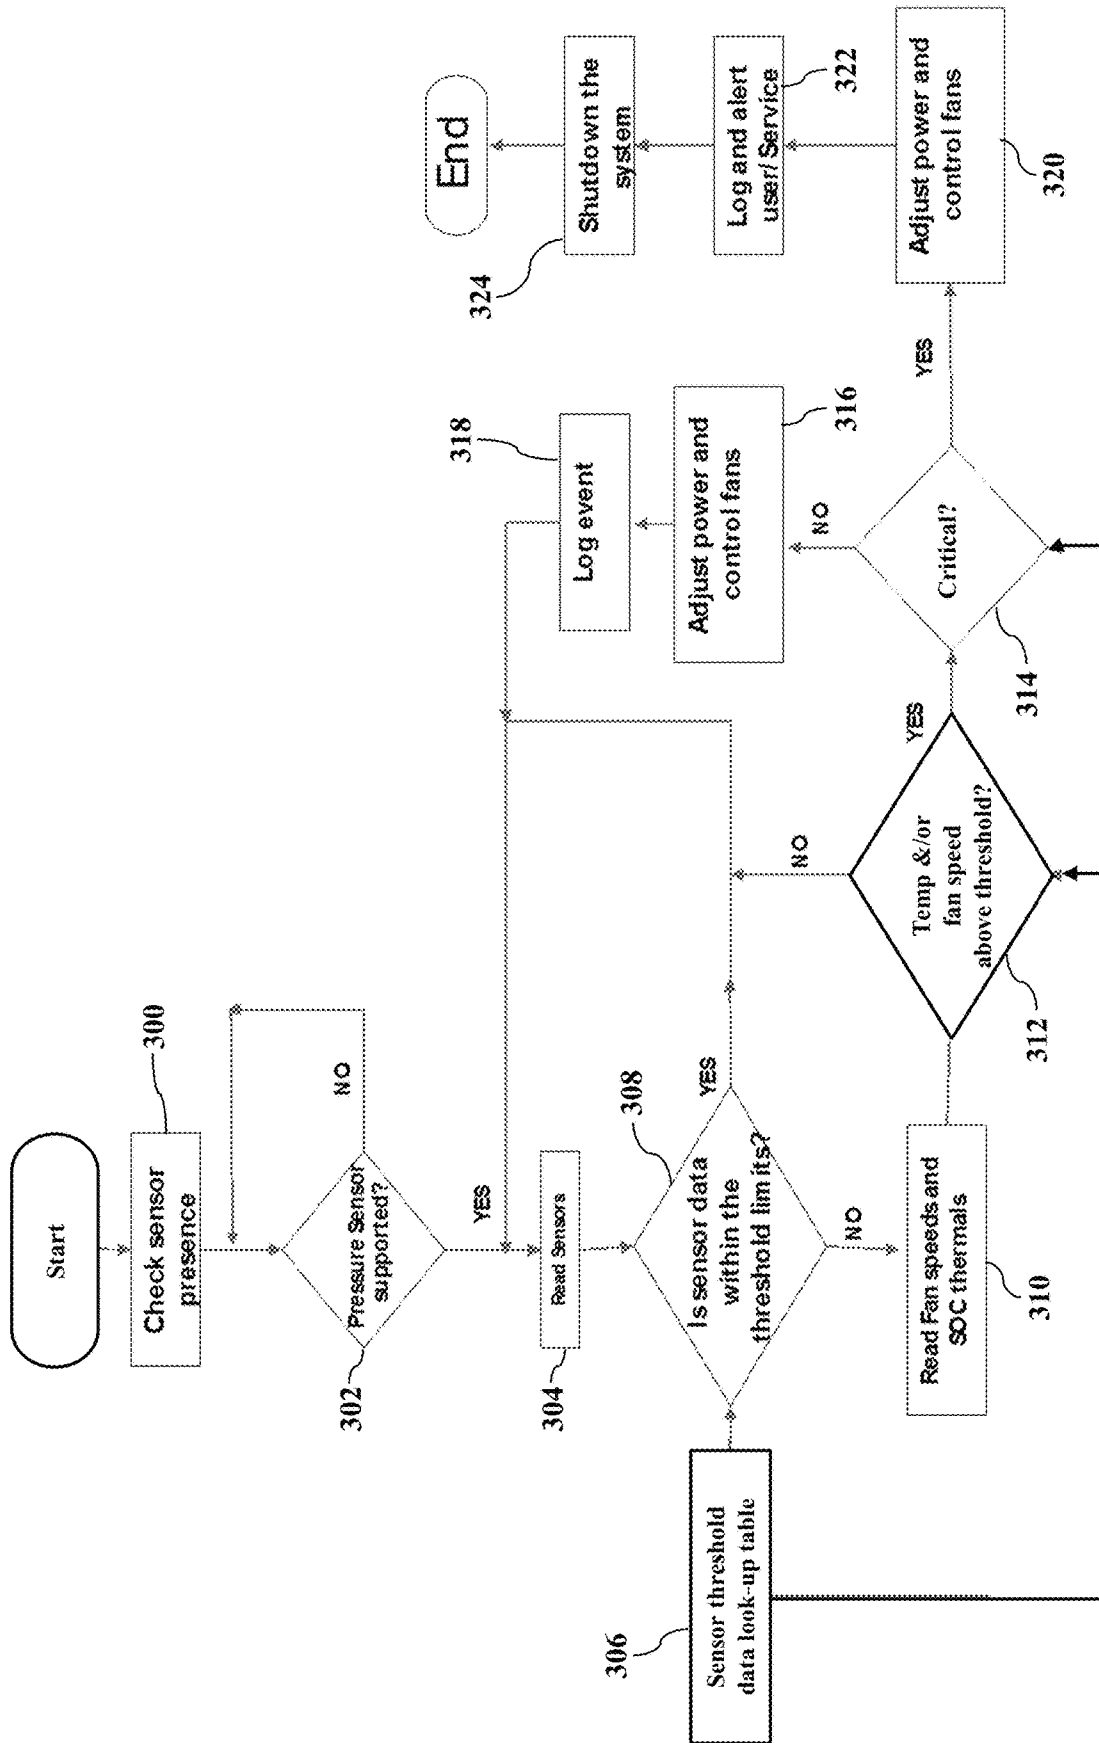 Start
300
Check sensor
presence
NO
Pressure Sensor
supported?
302
YES
Read Sensors
304
308
Is sensor data
within the
threshold limits?
YES
NO
306
Sensor threshold
data look-up table
Read Fan speeds and
SOC thermals
310
Temp &/or
fan speed
above threshold?
312
NO
YES
Critical?
314
NO
YES
Adjust power and
control fans
316
Log event
318
Adjust power and
control fans
320
Log and alert
user/ Service
322
Shutdown the
system
324
End